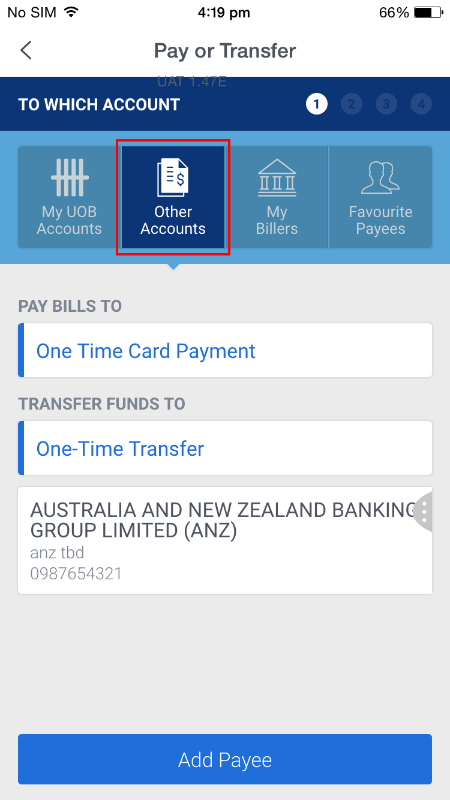 No SIM 4:19 pm 66%
Pay or Transfer
UAT 1.47E
TO WHICH ACCOUNT 1 2 3 4
My UOB Accounts
Other Accounts
My Billers
Favourite Payees
PAY BILLS TO
One Time Card Payment
TRANSFER FUNDS TO
One-Time Transfer
AUSTRALIA AND NEW ZEALAND BANKING
GROUP LIMITED (ANZ)
anz tbd
0987654321
Add Payee